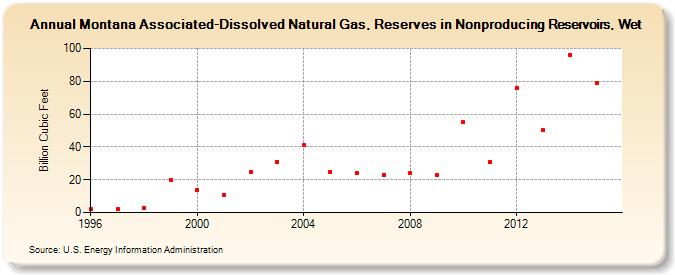 Annual Montana Associated-Dissolved Natural Gas, Reserves in Nonproducing Reservoirs, Wet
Billion Cubic Feet
100
80
60
40
20
0
1996 2000 2004 2008 2012
Source: U.S. Energy Information Administration